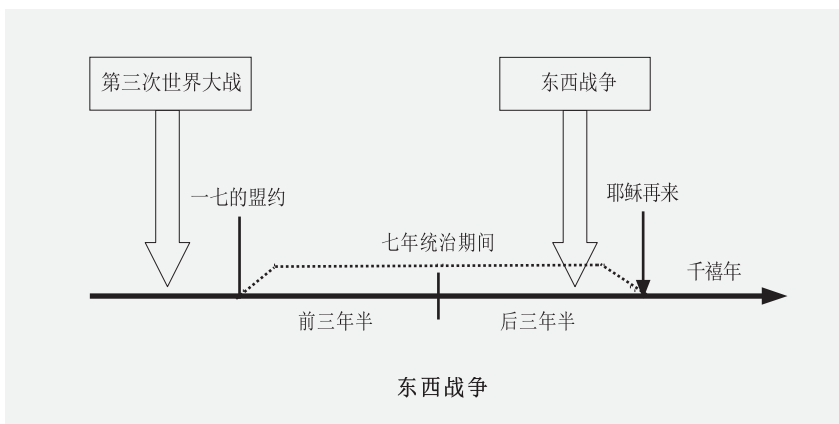 第三次世界大战
东西战争
一七的盟约
耶稣再来
七年统治期间
千禧年
前三年半
后三年半
东西战争